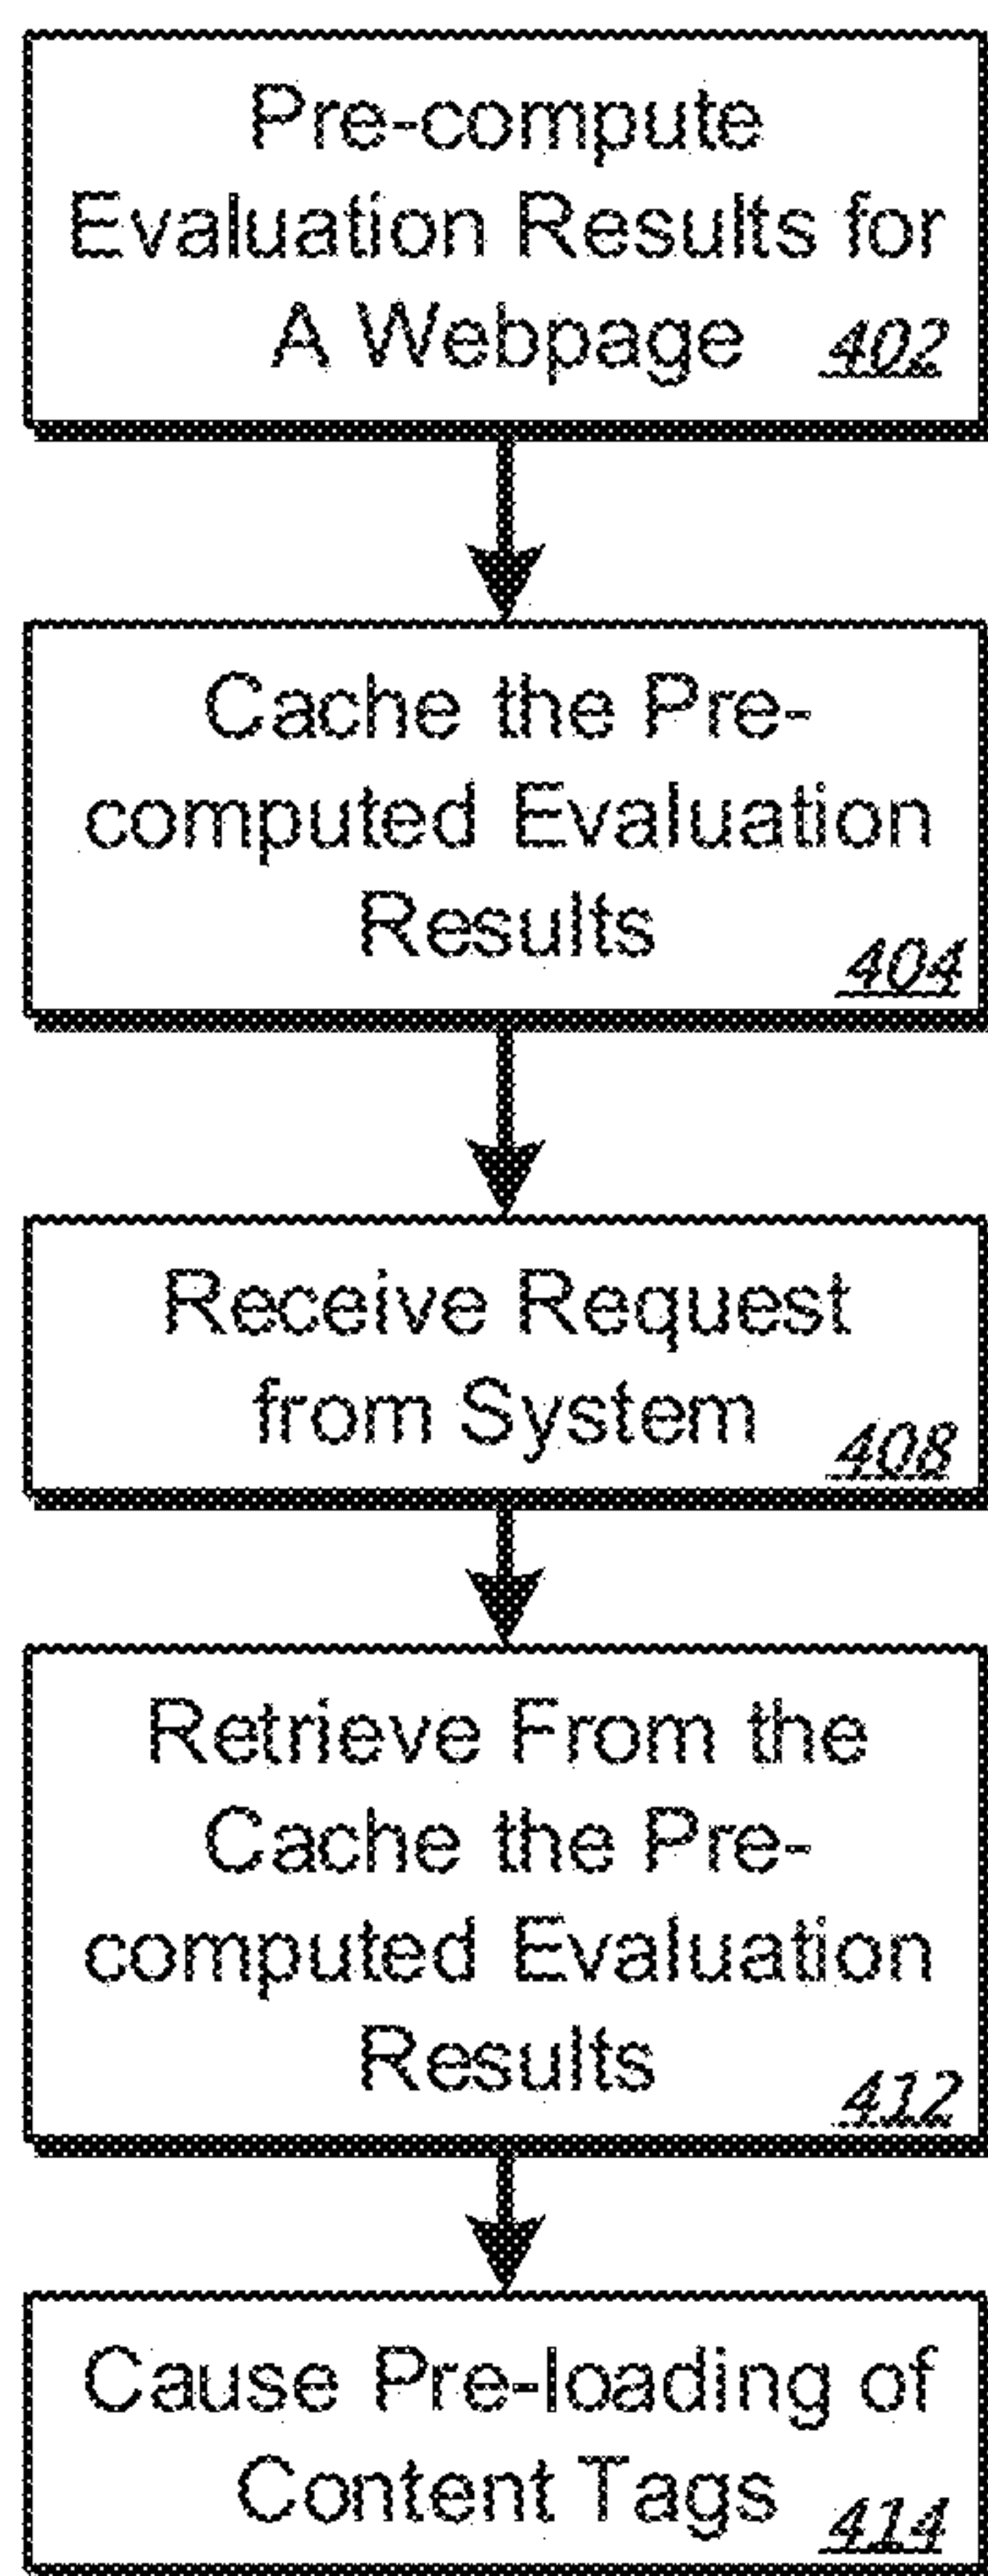 Pre-compute
Evaluation Results for
A Webpage 402
Cache the Pre-
computed Evaluation
Results
404
Receive Request
from System 408
Retrieve From the
Cache the Pre-
computed Evaluation
Results
412
Cause Pre-loading of
Content Tags 414